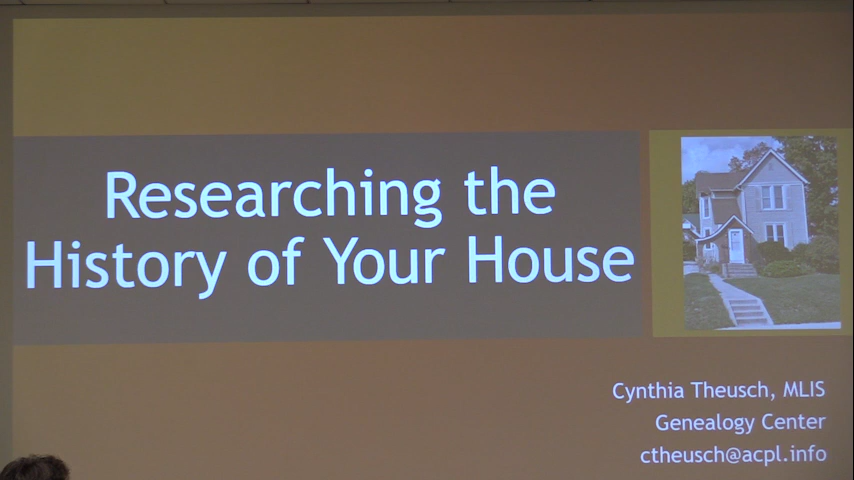 Researching the
History of Your House
Cynthia Theusch, MLIS
Genealogy Center
ctheusch@acpl.info